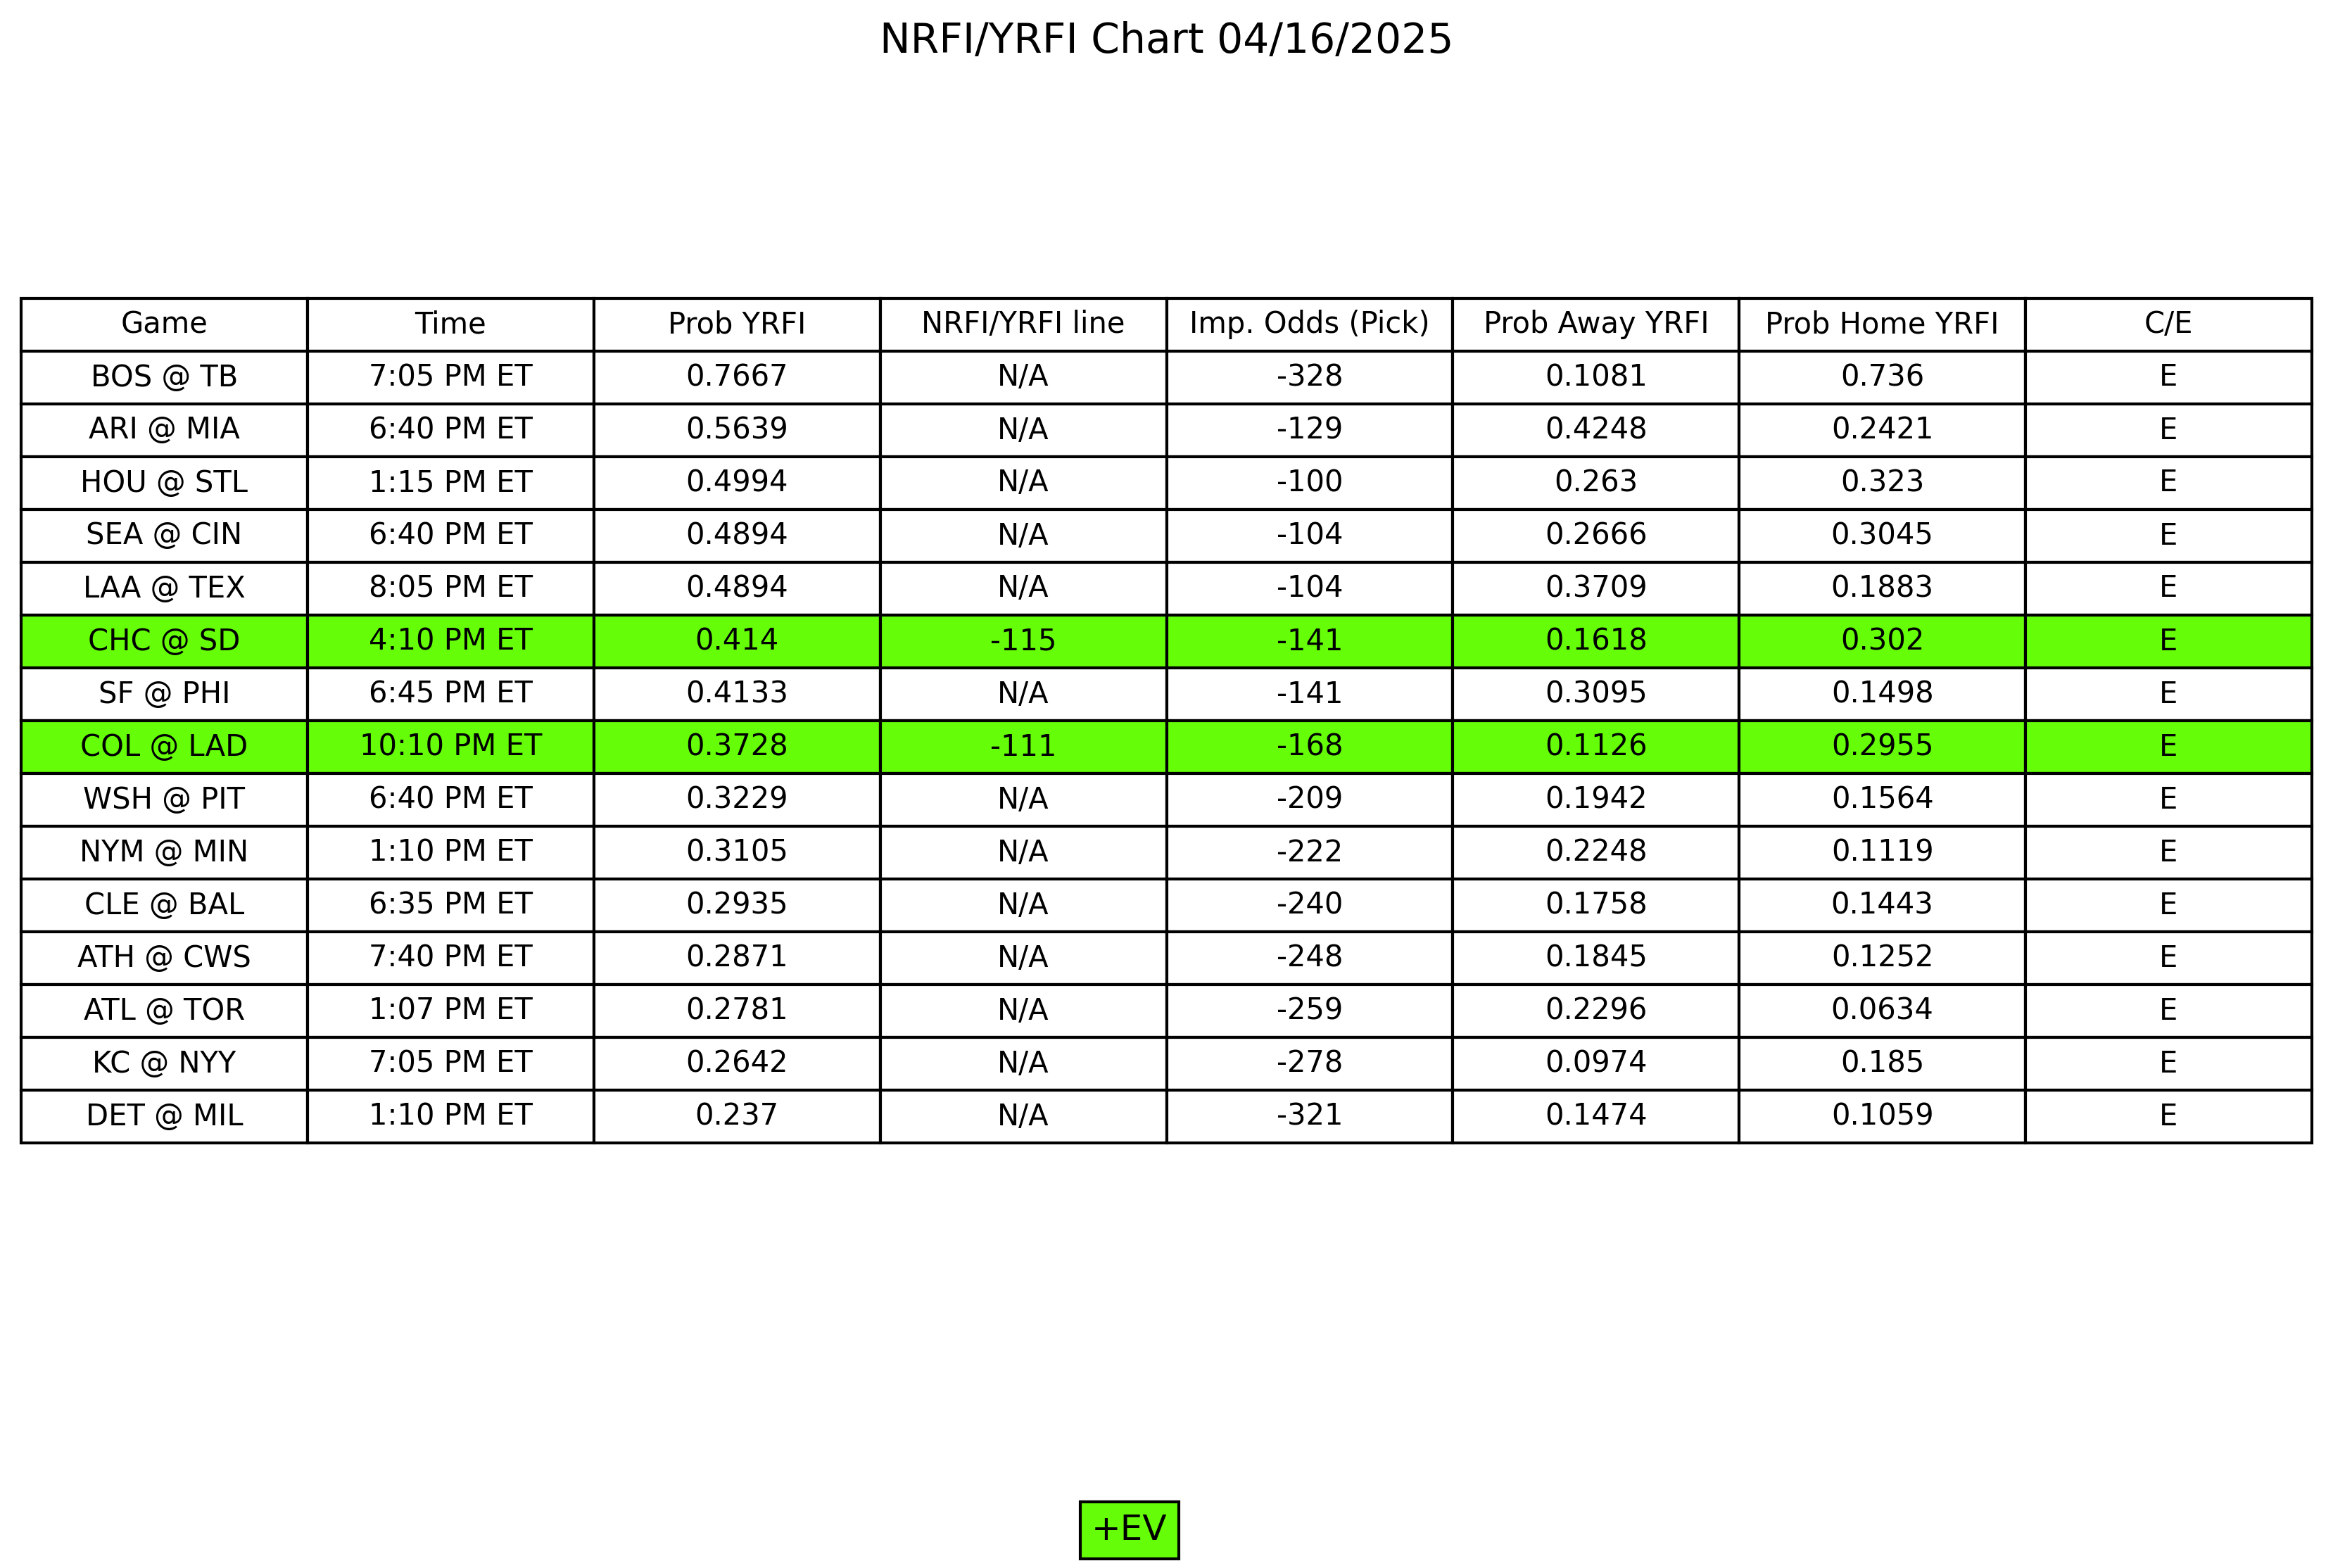 NRFI/YRFI Chart 04/16/2025
Game Time Prob YRFI NRFI/YRFI line Imp. Odds (Pick) Prob Away YRFI Prob Home YRFI C/E
BOS @ TB 7:05 PM ET 0.7667 N/A -328 0.1081 0.736 E
ARI @ MIA 6:40 PM ET 0.5639 N/A -129 0.4248 0.2421 E
HOU @ STL 1:15 PM ET 0.4994 N/A -100 0.263 0.323 E
SEA @ CIN 6:40 PM ET 0.4894 N/A -104 0.2666 0.3045 E
LAA @ TEX 8:05 PM ET 0.4894 N/A -104 0.3709 0.1883 E
CHC @ SD 4:10 PM ET 0.414 -115 -141 0.1618 0.302 E
SF @ PHI 6:45 PM ET 0.4133 N/A -141 0.3095 0.1498 E
COL @ LAD 10:10 PM ET 0.3728 -111 -168 0.1126 0.2955 E
WSH @ PIT 6:40 PM ET 0.3229 N/A -209 0.1942 0.1564 E
NYM @ MIN 1:10 PM ET 0.3105 N/A -222 0.2248 0.1119 E
CLE @ BAL 6:35 PM ET 0.2935 N/A -240 0.1758 0.1443 E
ATH @ CWS 7:40 PM ET 0.2871 N/A -248 0.1845 0.1252 E
ATL @ TOR 1:07 PM ET 0.2781 N/A -259 0.2296 0.0634 E
KC @ NYY 7:05 PM ET 0.2642 N/A -278 0.0974 0.185 E
DET @ MIL 1:10 PM ET 0.237 N/A -321 0.1474 0.1059 E
+EV